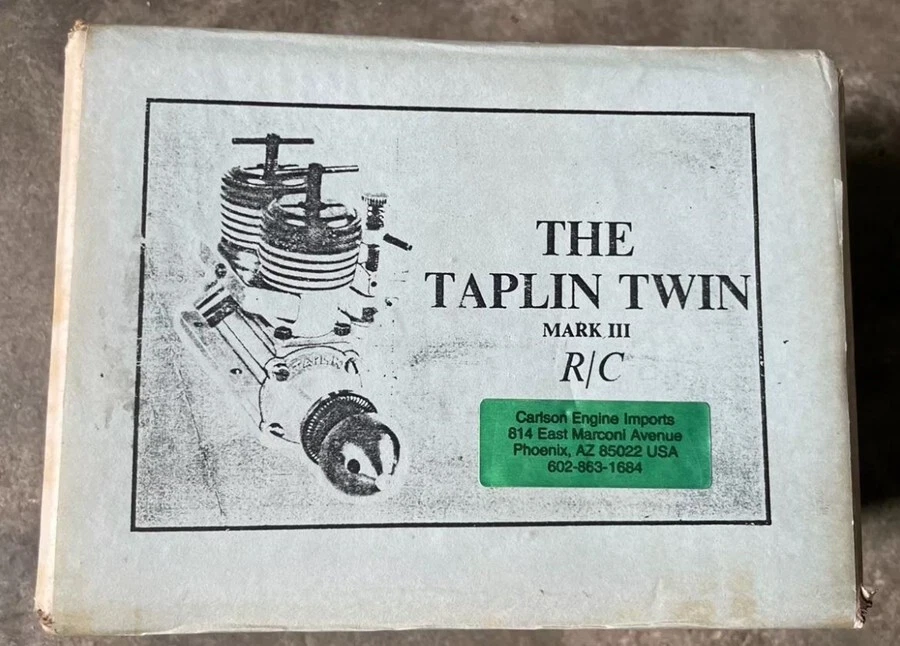 THE
TAPLIN TWIN
MARK III
R/C
Carlson Engine Imports
814 East Marconi Avenue
Phoenix, AZ 85022 USA
602-863-1684